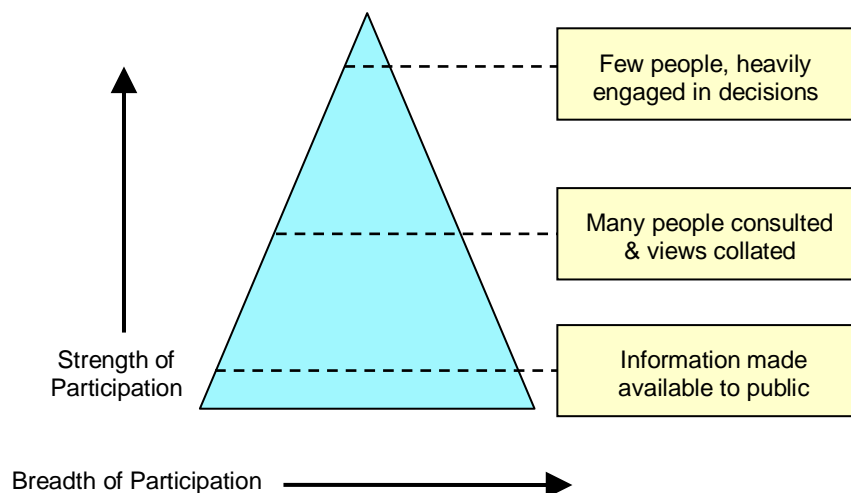 Few people, heavily
engaged in decisions
Many people consulted
& views collated
Strength of
Participation
Information made
available to public
Breadth of Participation